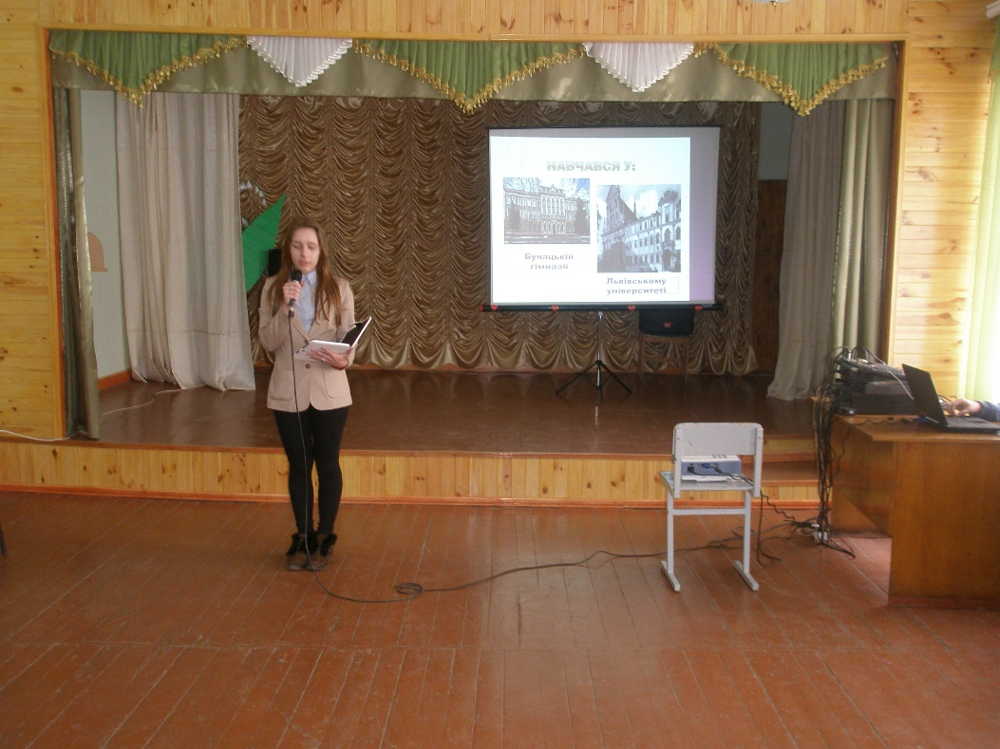 НАВЧАВСЯ У:
Бучацькій
гімназії
Львівському
університеті